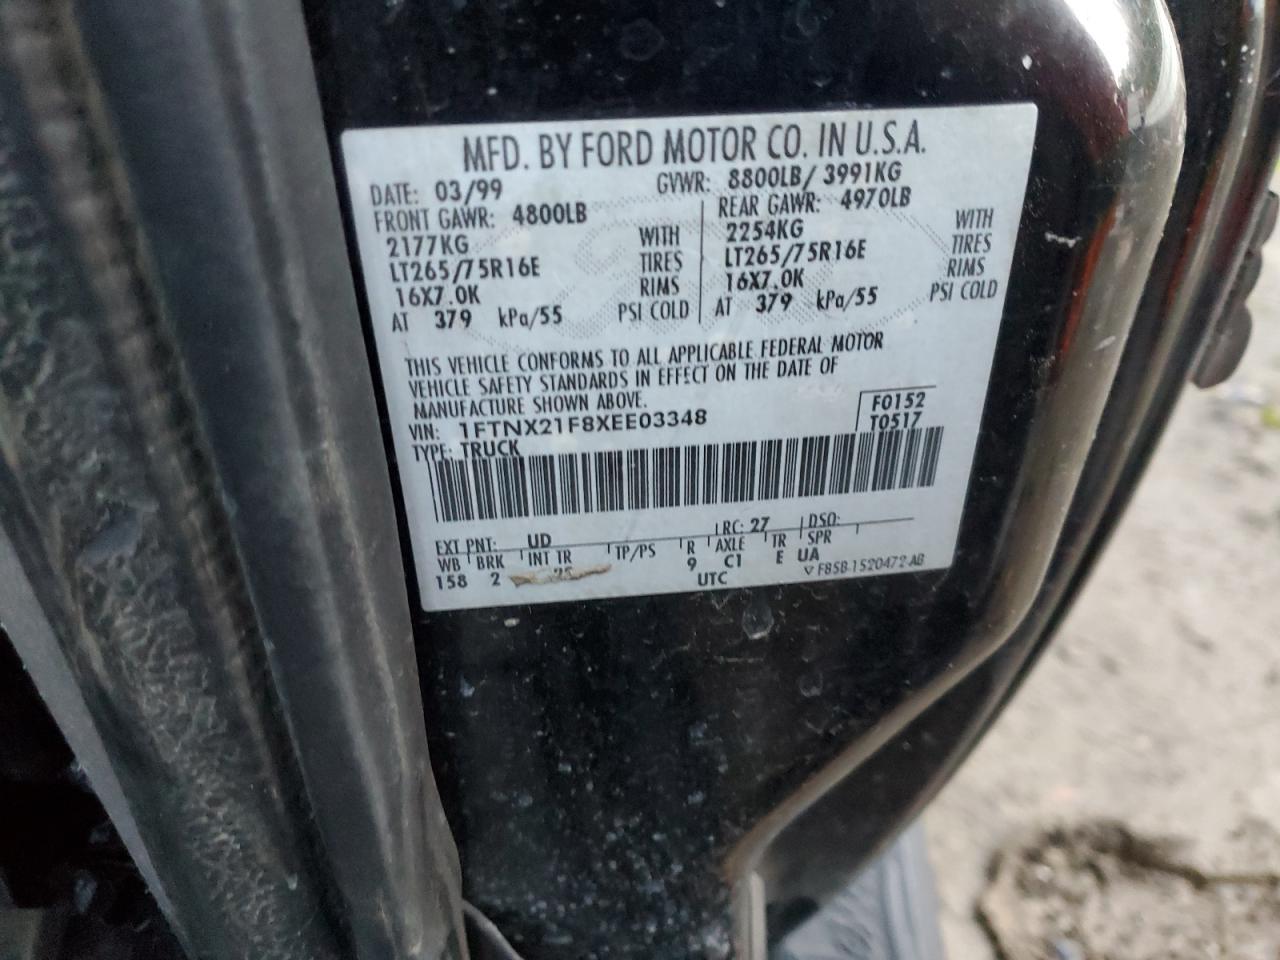 MFD. BY FORD MOTOR CO. IN U.S.A.
DATE: 03/99 GVWR: 8800LB/ 3991KG
FRONT GAWR: 4800LB REAR GAWR: 4970LB
2177KG WITH 2254KG WITH
LT265/75R16E TIRES LT265/75R16E TIRES
16X7.0K RIMS 16X7.0K RIMS
AT 379 kPa/55 PSI COLD AT 379 kPa/55 PSI COLD
THIS VEHICLE CONFORMS TO ALL APPLICABLE FEDERAL MOTOR
VEHICLE SAFETY STANDARDS IN EFFECT ON THE DATE OF
MANUFACTURE SHOWN ABOVE.
VIN: 1FTNX21F8XEE03348 F0152
TYPE: TRUCK T0517
EXT PNT: UD RC: 27 DSO:
WB BRK INT TR TP/PS R AXLE TR SPR
158 2 25 9 C1 E UA
UTC ▽ F85B-1520472-AB